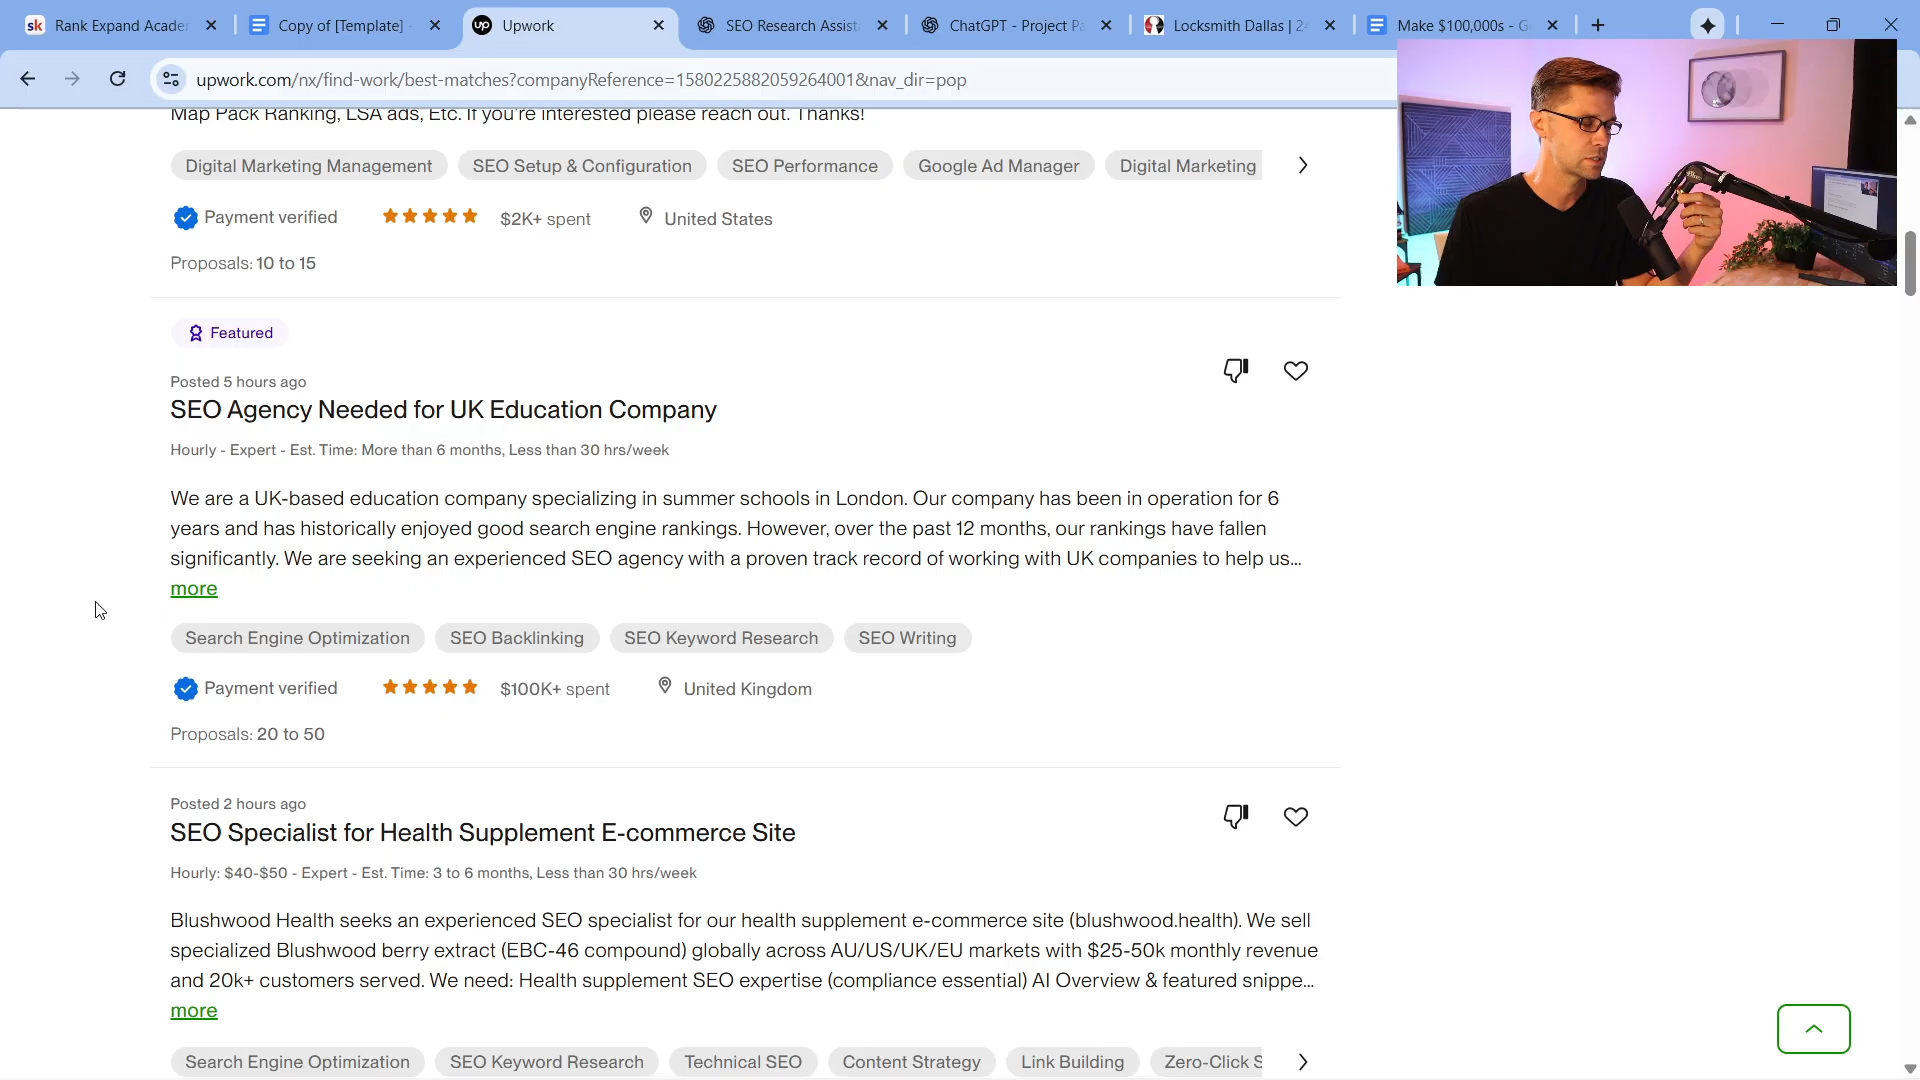 Rank Expand Acader
Copy of [Template] -
Upwork
SEO Research Assist
ChatGPT - Project Pa
Locksmith Dallas | 24
Make $100,000s - G
upwork.com/nx/find-work/best-matches?companyReference=1580225882059264001&nav_dir=pop
Map Pack Ranking, LSA ads, Etc. If you're interested please reach out. Thanks!
Digital Marketing Management
SEO Setup & Configuration
SEO Performance
Google Ad Manager
Digital Marketing
Payment verified
$2K+ spent
United States
Proposals: 10 to 15
Featured
Posted 5 hours ago
SEO Agency Needed for UK Education Company
Hourly - Expert - Est. Time: More than 6 months, Less than 30 hrs/week
We are a UK-based education company specializing in summer schools in London. Our company has been in operation for 6
years and has historically enjoyed good search engine rankings. However, over the past 12 months, our rankings have fallen
significantly. We are seeking an experienced SEO agency with a proven track record of working with UK companies to help us...
more
Search Engine Optimization
SEO Backlinking
SEO Keyword Research
SEO Writing
Payment verified
$100K+ spent
United Kingdom
Proposals: 20 to 50
Posted 2 hours ago
SEO Specialist for Health Supplement E-commerce Site
Hourly: $40-$50 - Expert - Est. Time: 3 to 6 months, Less than 30 hrs/week
Blushwood Health seeks an experienced SEO specialist for our health supplement e-commerce site (blushwood.health). We sell
specialized Blushwood berry extract (EBC-46 compound) globally across AU/US/UK/EU markets with $25-50k monthly revenue
and 20k+ customers served. We need: Health supplement SEO expertise (compliance essential) AI Overview & featured snippe...
more
Search Engine Optimization
SEO Keyword Research
Technical SEO
Content Strategy
Link Building
Zero-Click S